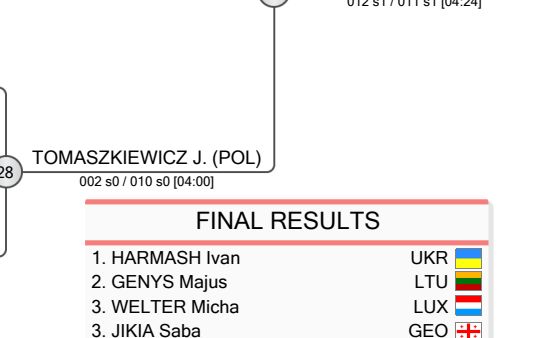 012 s1 / 011 s1 [04:24]
28
TOMASZKIEWICZ J. (POL)
002 s0 / 010 s0 [04:00]
FINAL RESULTS
1. HARMASH Ivan UKR
2. GENYS Majus LTU
3. WELTER Micha LUX
3. JIKIA Saba GEO